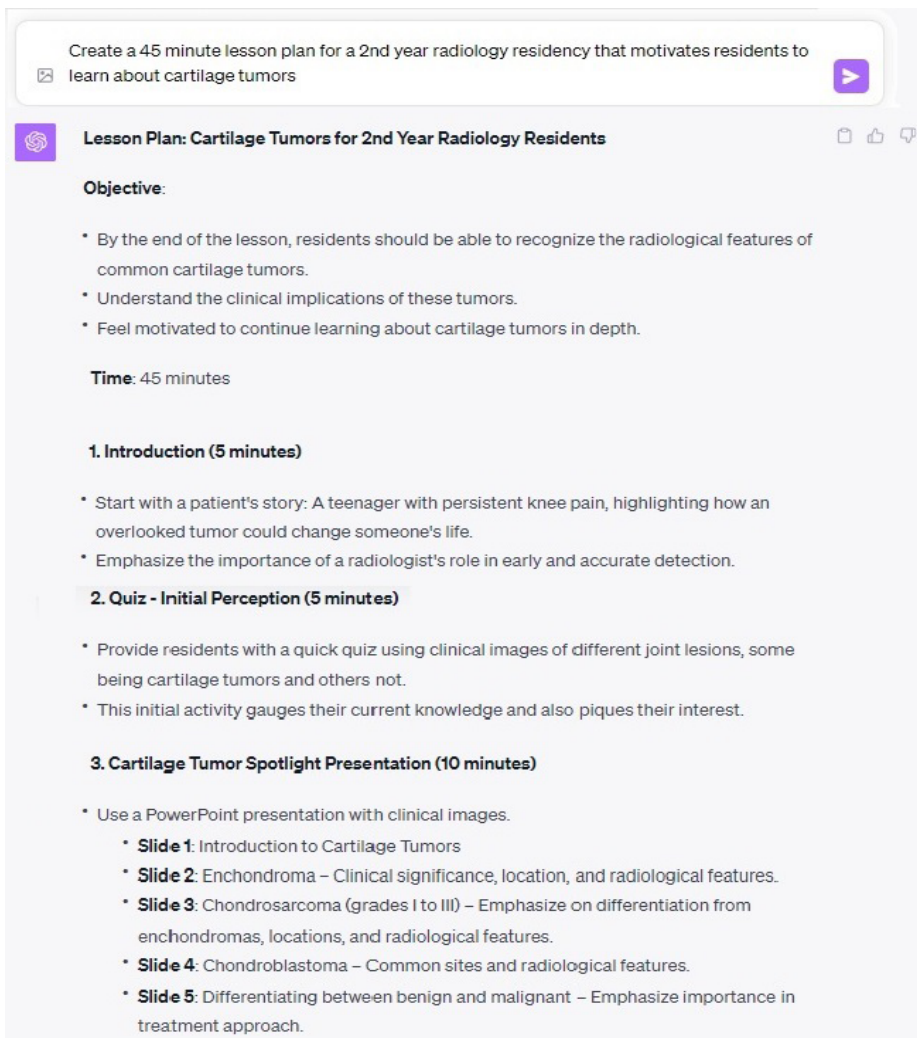 Create a 45 minute lesson plan for a 2nd year radiology residency that motivates residents to
learn about cartilage tumors
Lesson Plan: Cartilage Tumors for 2nd Year Radiology Residents
Objective:
• By the end of the lesson, residents should be able to recognize the radiological features of
common cartilage tumors.
• Understand the clinical implications of these tumors.
• Feel motivated to continue learning about cartilage tumors in depth.
Time: 45 minutes
1. Introduction (5 minutes)
• Start with a patient's story: A teenager with persistent knee pain, highlighting how an
overlooked tumor could change someone's life.
• Emphasize the importance of a radiologist's role in early and accurate detection.
2. Quiz - Initial Perception (5 minutes)
• Provide residents with a quick quiz using clinical images of different joint lesions, some
being cartilage tumors and others not.
• This initial activity gauges their current knowledge and also piques their interest.
3. Cartilage Tumor Spotlight Presentation (10 minutes)
• Use a PowerPoint presentation with clinical images.
• Slide 1: Introduction to Cartilage Tumors
• Slide 2: Enchondroma – Clinical significance, location, and radiological features.
• Slide 3: Chondrosarcoma (grades I to III) – Emphasize on differentiation from
enchondromas, locations, and radiological features.
• Slide 4: Chondroblastoma – Common sites and radiological features.
• Slide 5: Differentiating between benign and malignant – Emphasize importance in
treatment approach.